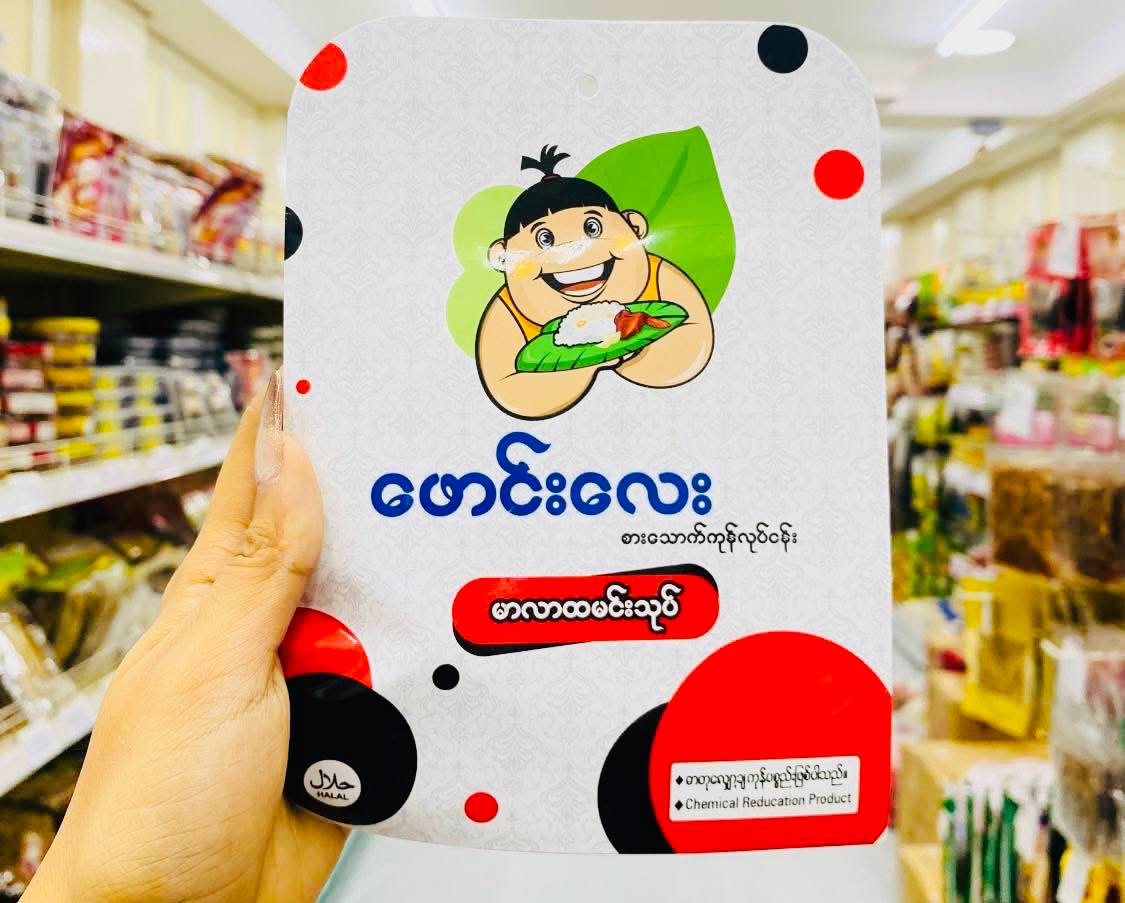 ဖောင်းလေး
စားသောက်ကုန်လုပ်ငန်း
မာလာထမင်းသုပ်
حلال
HALAL
◆ ဓာတုလျှော့ချကုန်ပစ္စည်းဖြစ်ပါသည်။
◆ Chemical Reducation Product